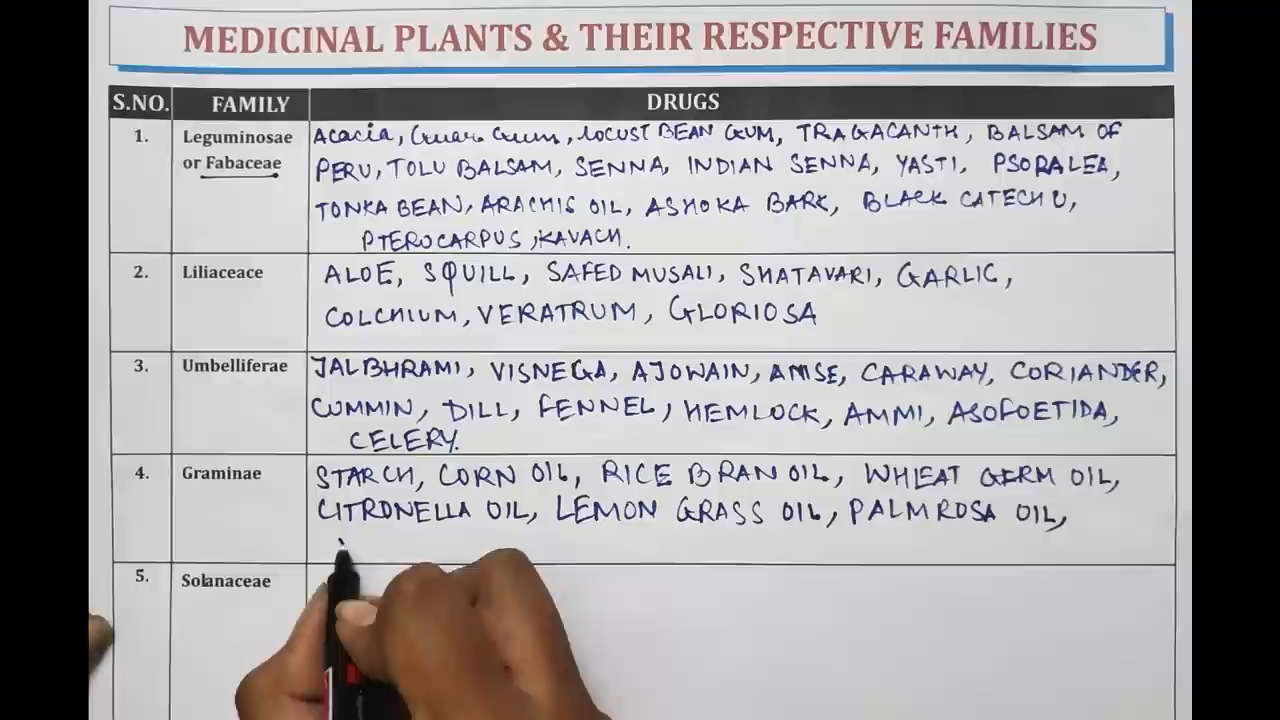 MEDICINAL PLANTS & THEIR RESPECTIVE FAMILIES
S.NO. FAMILY DRUGS
1. Leguminosae or Fabaceae
Acacia, Guar Gum, LOCUST BEAN GUM, TRAGACANTH, BALSAM OF
PERU, TOLU BALSAM, SENNA, INDIAN SENNA, YASTI, PSORALEA,
TONKA BEAN, ARACHIS OIL, ASHOKA BARK, BLACK CATECHU,
PTEROCARPUS, KAVACH.
2. Liliaceace
ALOE, SQUILL, SAFED MUSALI, SHATAVARI, GARLIC,
COLCHIUM, VERATRUM, GLORIOSA
3. Umbelliferae
JALBHRAMI, VISNEGA, AJOWAIN, ANISE, CARAWAY, CORIANDER,
CUMMIN, DILL, FENNEL, HEMLOCK, AMMI, ASOFOETIDA,
CELERY.
4. Graminae
STARCH, CORN OIL, RICE BRAN OIL, WHEAT GERM OIL,
CITRONELLA OIL, LEMON GRASS OIL, PALMROSA OIL,
5. Solanaceae